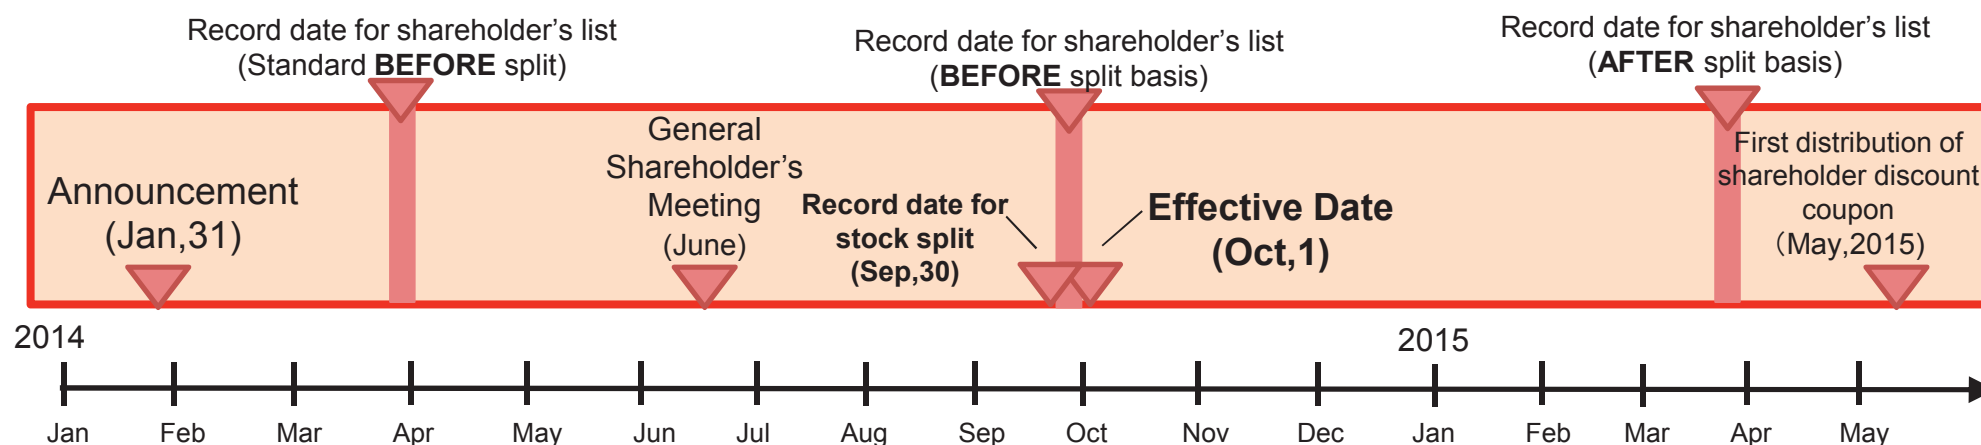 Record date for shareholder’s list
(Standard BEFORE split)
Record date for shareholder’s list
(BEFORE split basis)
Record date for shareholder’s list
(AFTER split basis)
Announcement
(Jan,31)
General
Shareholder’s
Meeting
(June)
Record date for
stock split
(Sep,30)
Effective Date
(Oct,1)
First distribution of
shareholder discount
coupon
（May,2015)
2014
2015
Jan Feb Mar Apr May Jun Jul Aug Sep Oct Nov Dec Jan Feb Mar Apr May